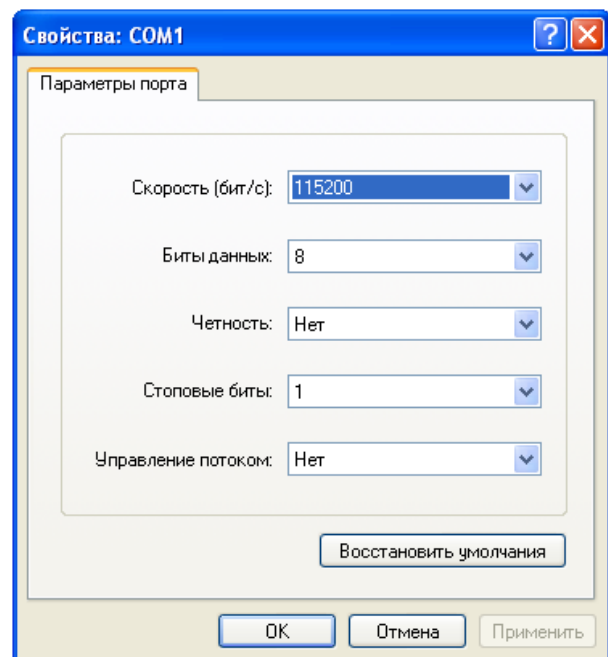 Свойства: COM1
Параметры порта
Скорость (бит/с): 115200
Биты данных: 8
Четность: Нет
Стоповые биты: 1
Управление потоком: Нет
Восстановить умолчания
OK Отмена Применить